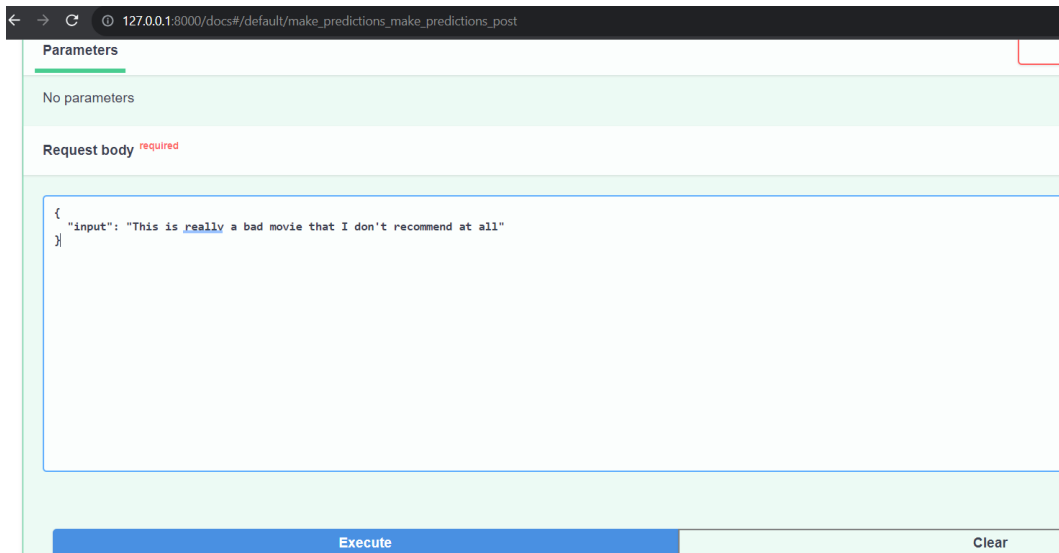 127.0.0.1:8000/docs#/default/make_predictions_make_predictions_post
Parameters
No parameters
Request body required
{
"input": "This is really a bad movie that I don't recommend at all"
}
Execute Clear